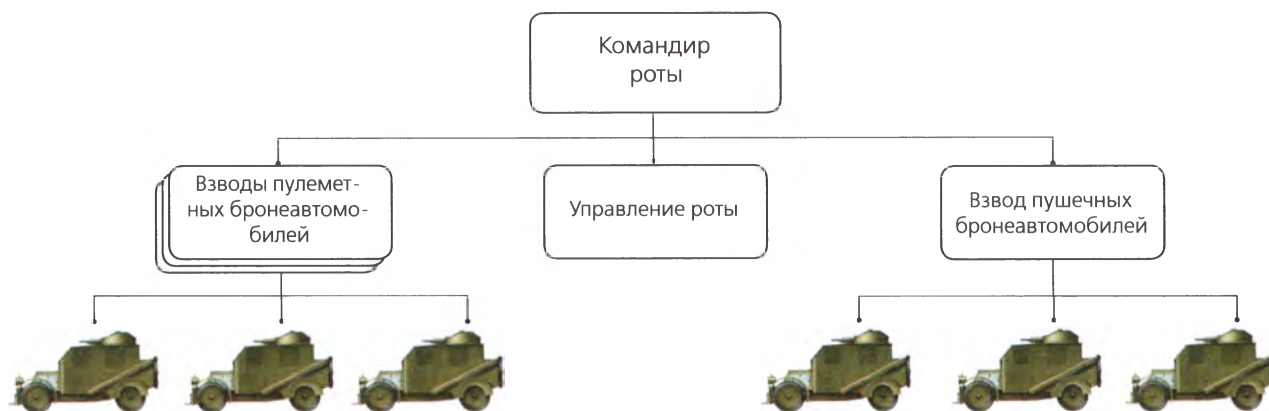 Командир
роты
Взводы пулемет-
ных бронеавтомо-
билей
Управление роты
Взвод пушечных
бронеавтомобилей